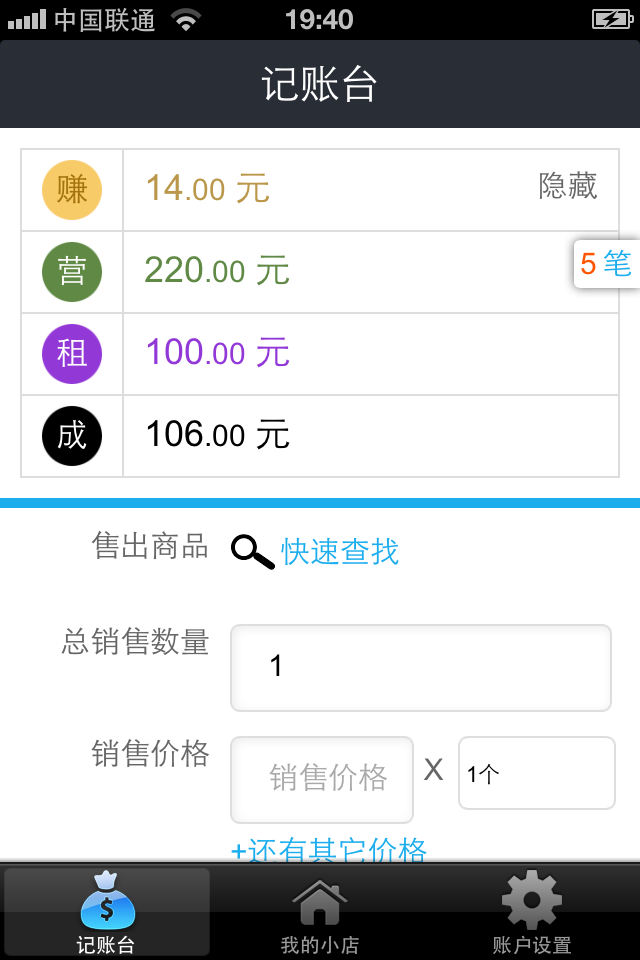 中国联通 19:40
记账台
赚 14.00 元 隐藏
营 220.00 元
5 笔
租 100.00 元
成 106.00 元
售出商品 快速查找
总销售数量 1
销售价格 销售价格 X 1个
+还有其它价格
$
记账台 我的小店 账户设置